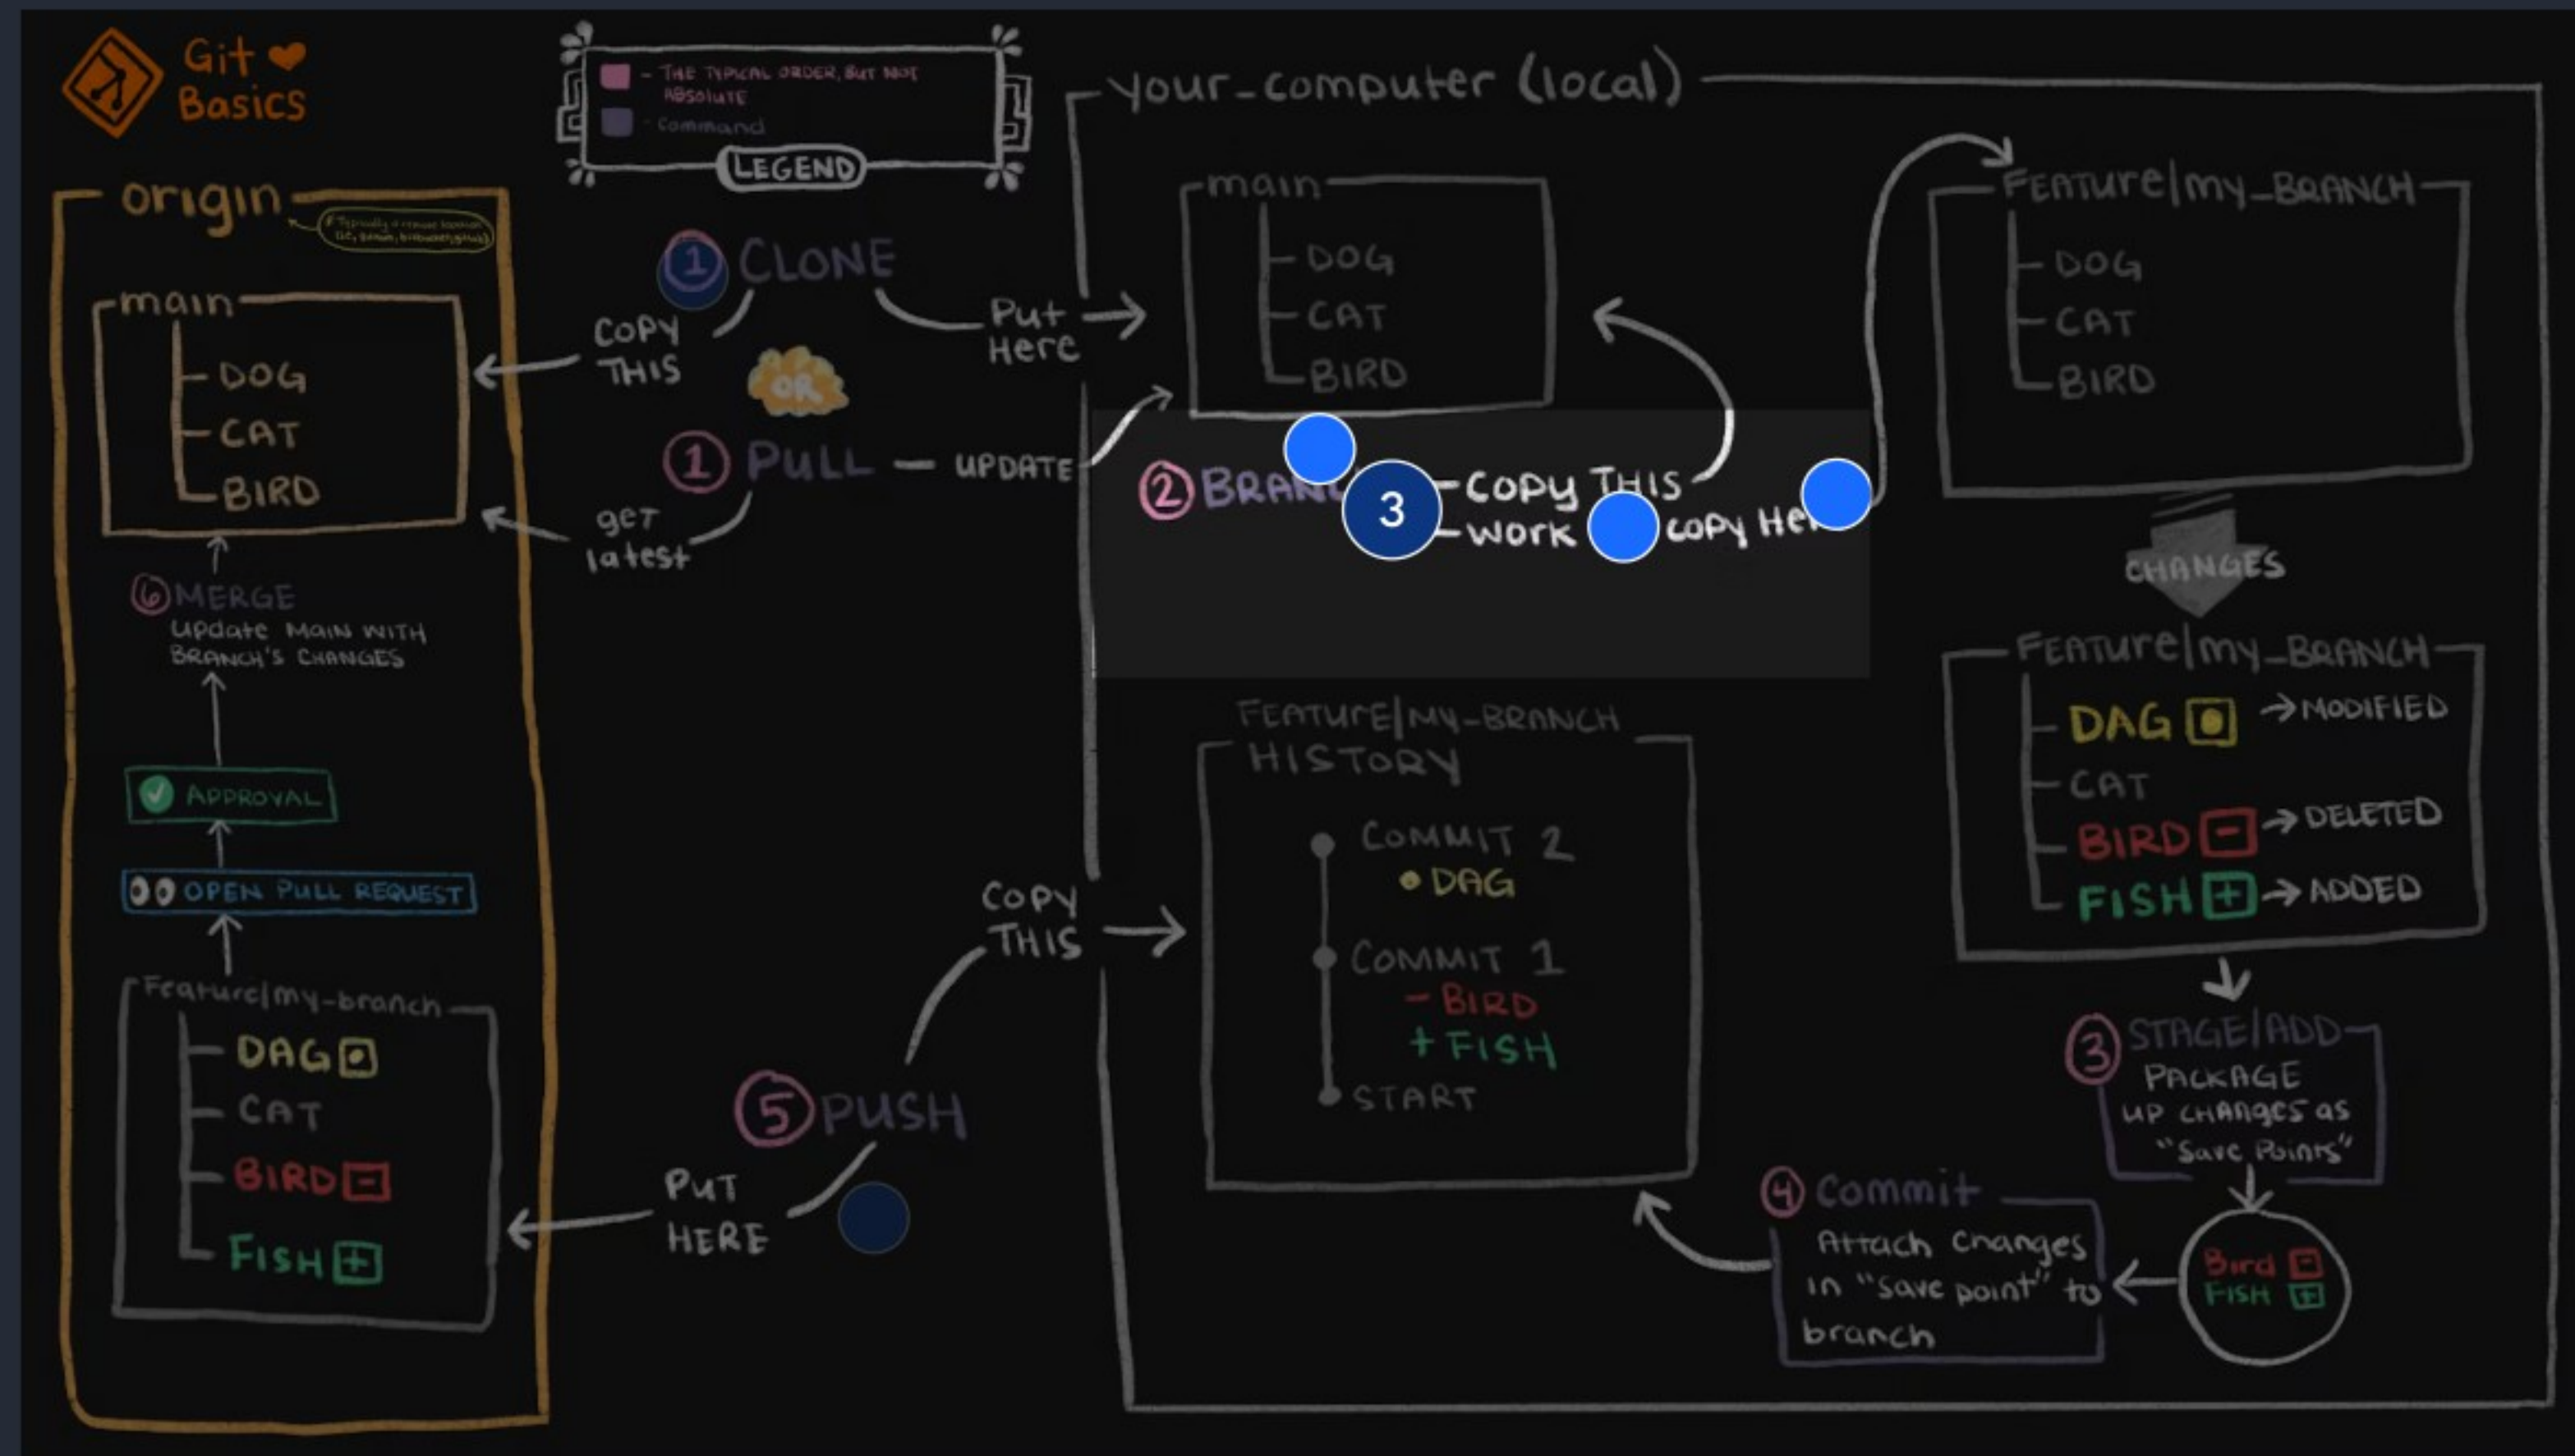 Git
Basics
- THE TYPICAL ORDER, BUT NOT
ABSOLUTE
- Command
LEGEND
origin
main
DOG
CAT
BIRD
6 MERGE
update MAIN WITH
BRANCH'S CHANGES
APPROVAL
OPEN PULL REQUEST
Feature/my-branch
DAG
CAT
BIRD -
FISH +
1 CLONE
COPY
THIS
Put
Here
OR
1 PULL
UPDATE
get
latest
COPY
THIS
5 PUSH
PUT
HERE
your_computer (local)
main
DOG
CAT
BIRD
2
3
COPY THIS
work
copy
FEATURE/MY-BRANCH
HISTORY
COMMIT 2
• DAG
COMMIT 1
- BIRD
+ FISH
START
FEATURE/my_BRANCH
DOG
CAT
BIRD
CHANGES
FEATURE/my_BRANCH
DAG → MODIFIED
CAT
BIRD - → DELETED
FISH + → ADDED
3 STAGE/ADD
PACKAGE
UP CHANGES as
"Save Points"
Bird -
FISH +
4 Commit
Attach Changes
in "save point" to
branch